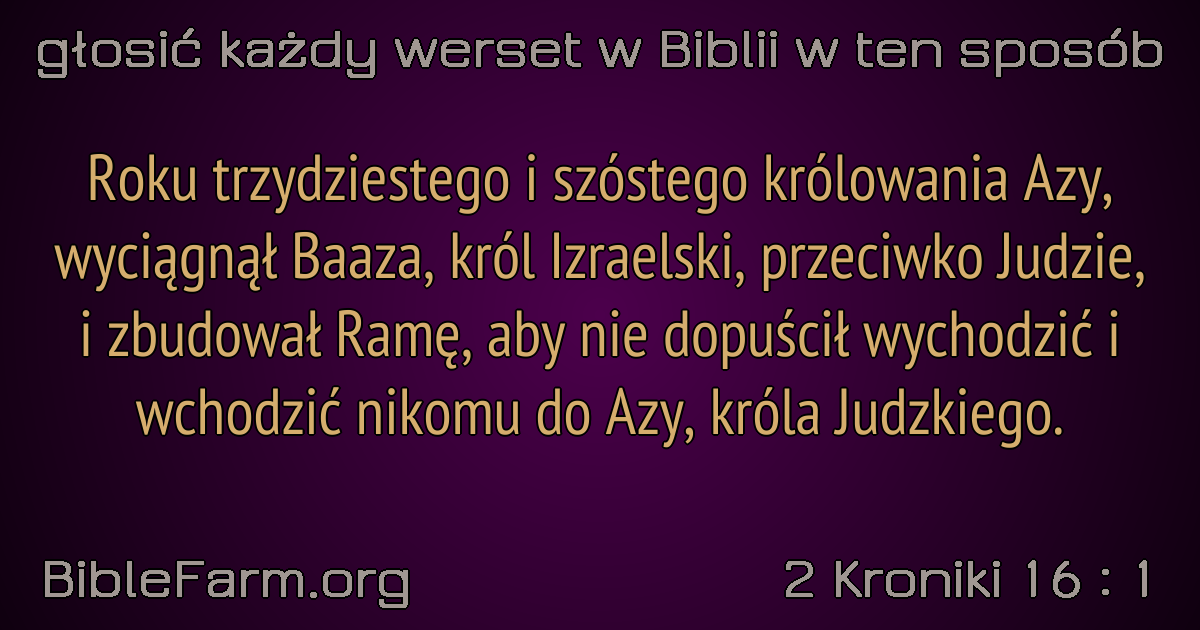 głosić każdy werset w Biblii w ten sposób
Roku trzydziestego i szóstego królowania Azy,
wyciągnął Baaza, król Izraelski, przeciwko Judzie,
i zbudował Ramę, aby nie dopuścił wychodzić i
wchodzić nikomu do Azy, króla Judzkiego.
BibleFarm.org
2 Kroniki 16 : 1